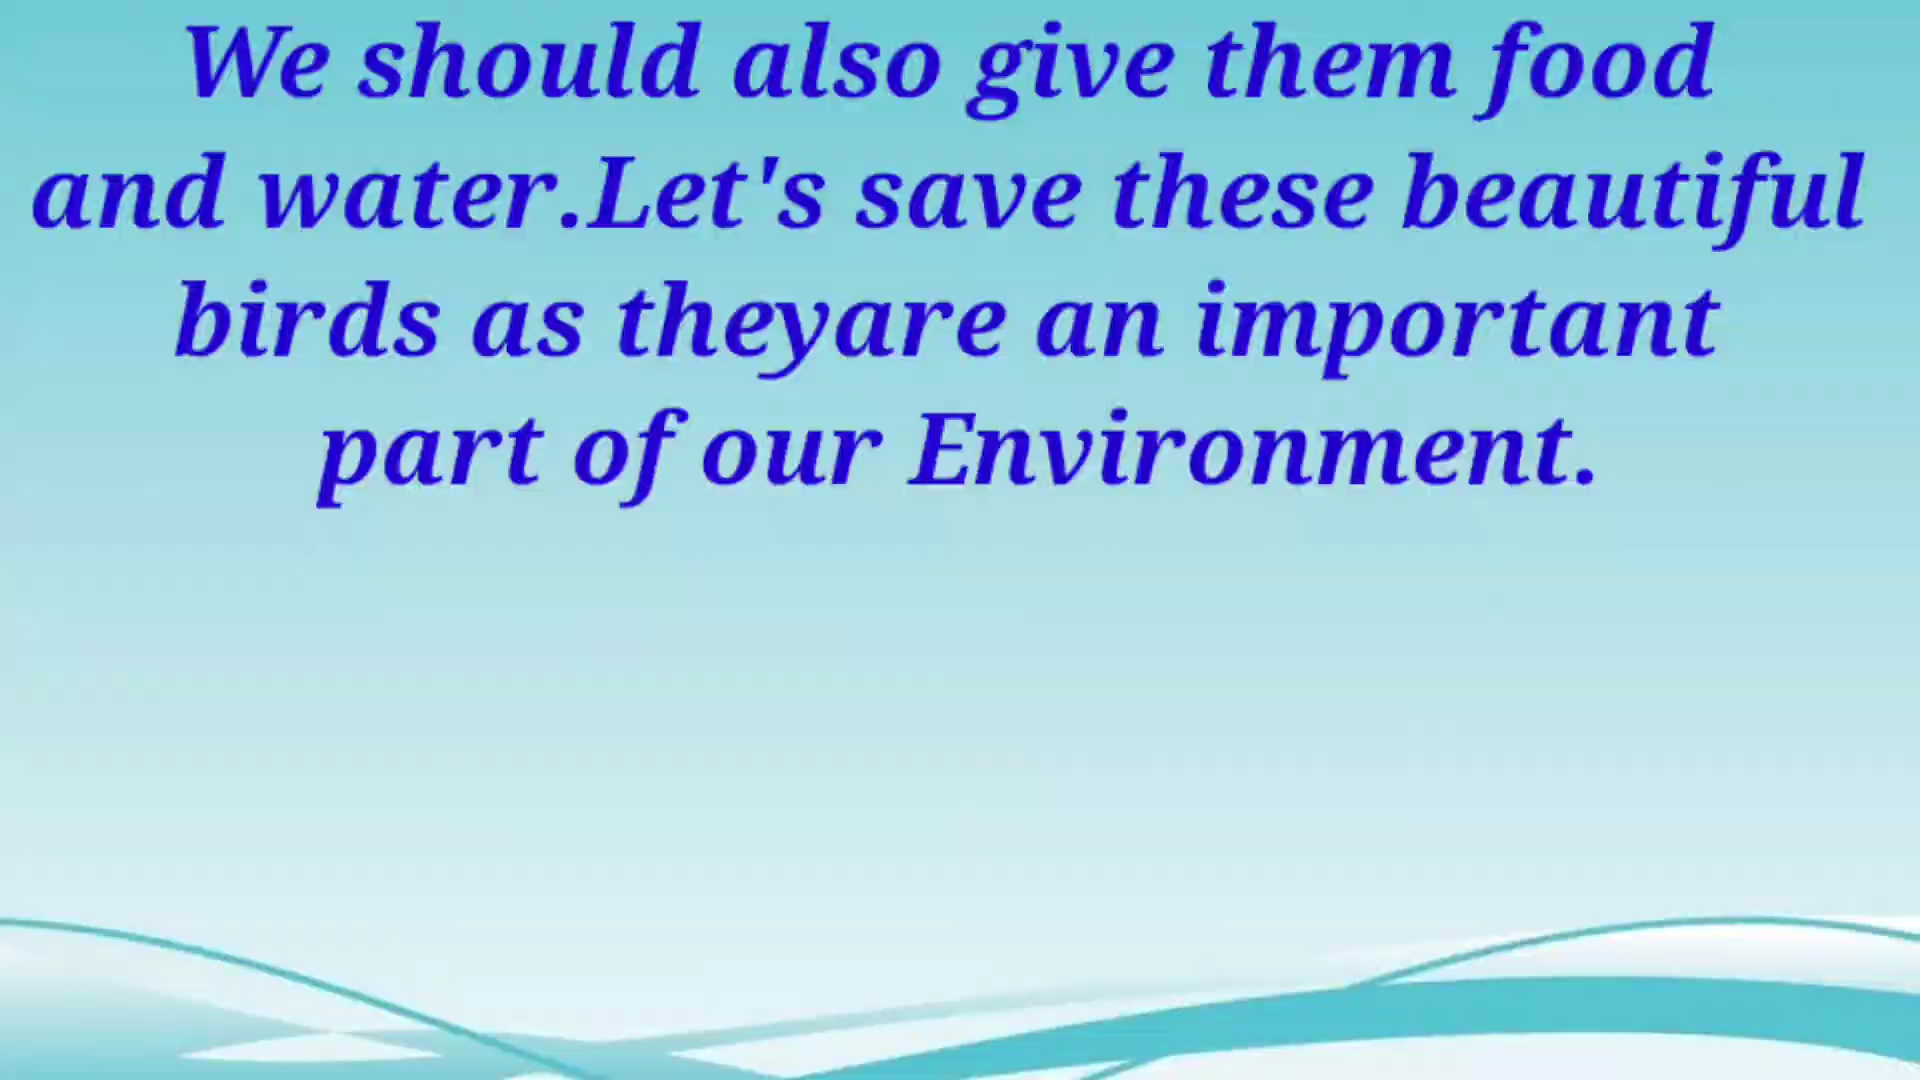 We should also give them food
and water.Let's save these beautiful
birds as theyare an important
part of our Environment.